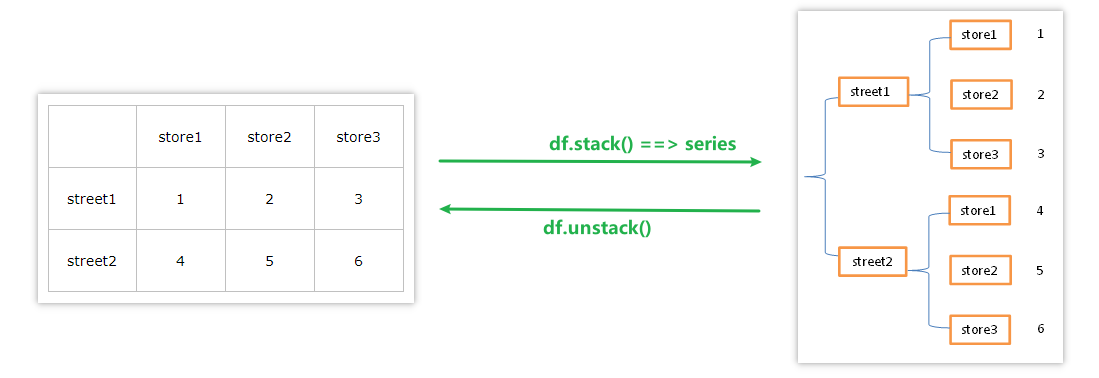 store1 store2 store3
street1 1 2 3
street2 4 5 6
df.stack() ==> series
df.unstack()
store1 1
street1
store2 2
store3 3
store1 4
street2
store2 5
store3 6